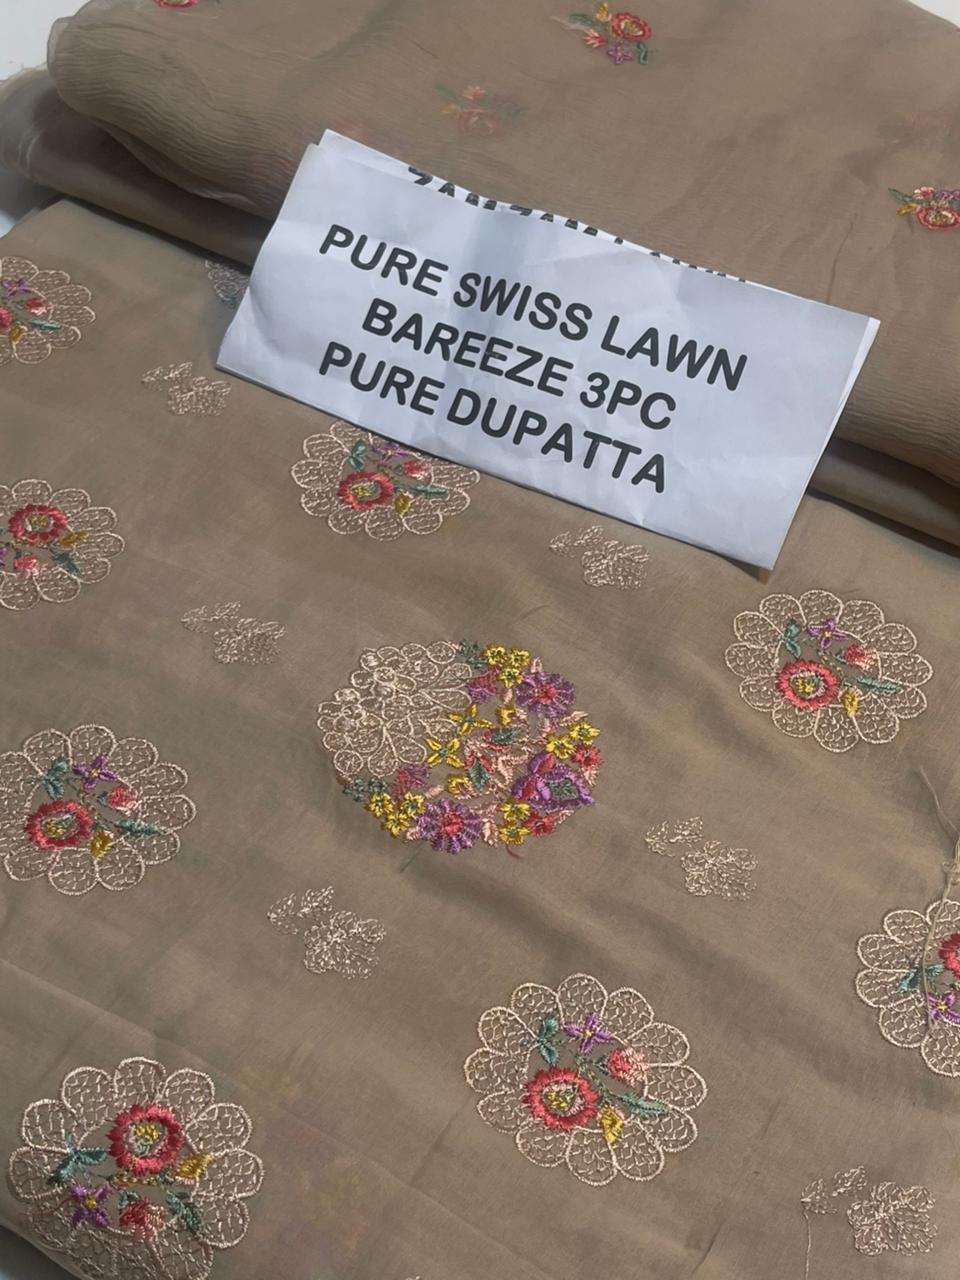 PURE SWISS LAWN
BAREEZE 3PC
PURE DUPATTA